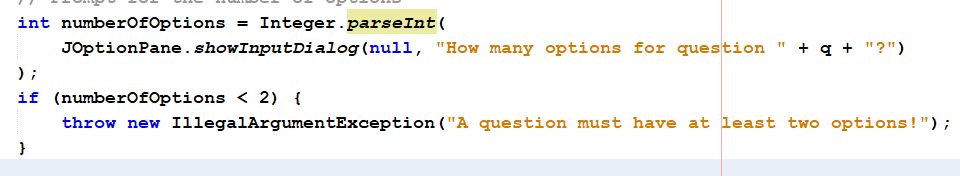 // Prompt for the number of options
int numberOfOptions = Integer.parseInt(
JOptionPane.showInputDialog(null, "How many options for question " + q + "?")
);
if (numberOfOptions < 2) {
throw new IllegalArgumentException("A question must have at least two options!");
}